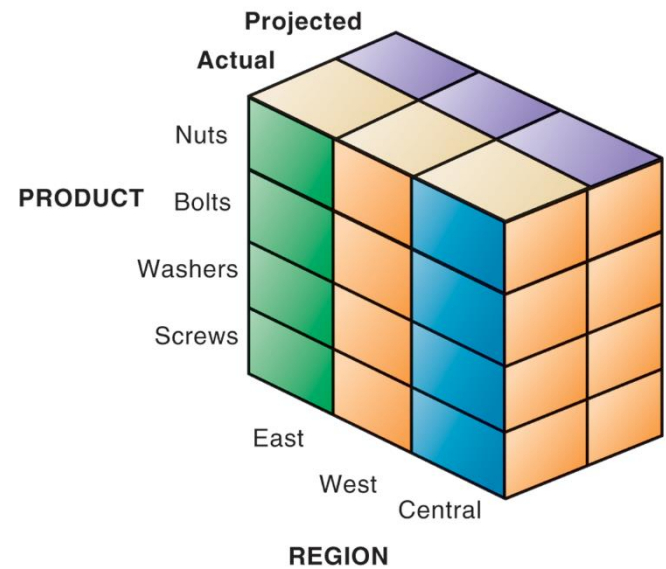 Projected
Actual
Nuts
PRODUCT Bolts
Washers
Screws
East
West
Central
REGION